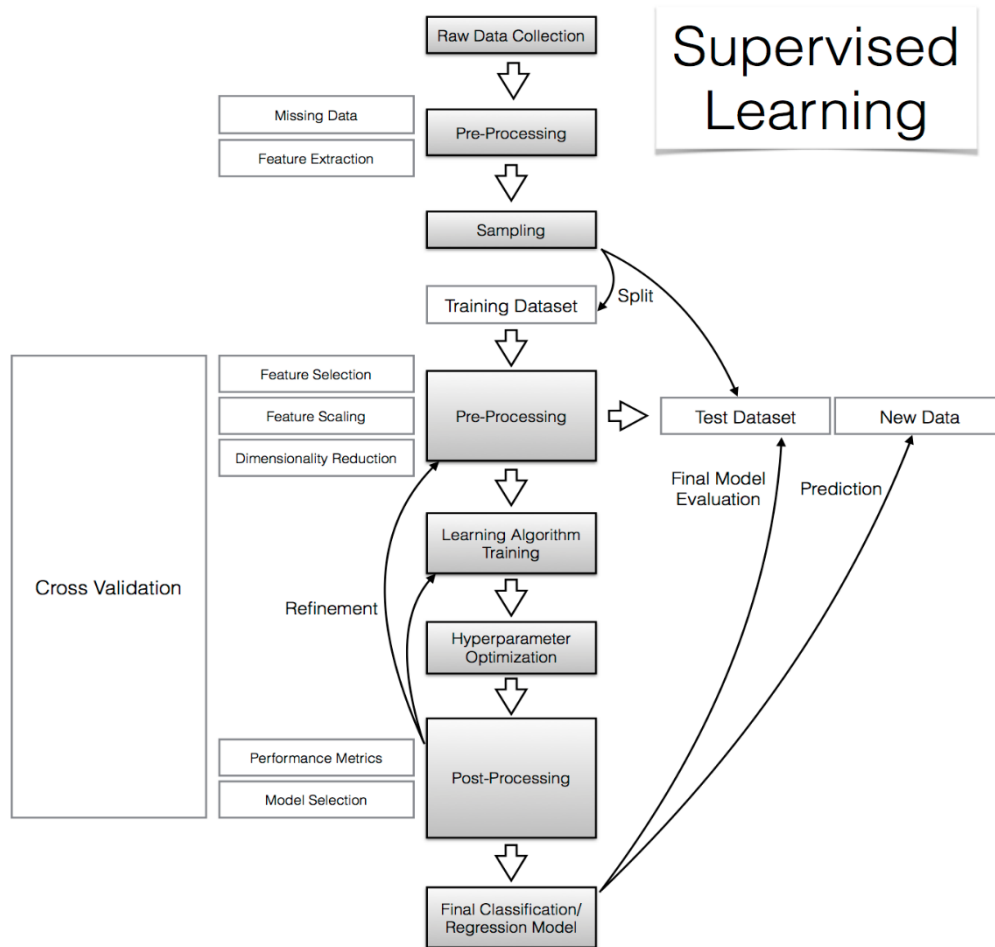 Supervised
Learning
Raw Data Collection
Missing Data
Pre-Processing
Feature Extraction
Sampling
Split
Training Dataset
Feature Selection
Feature Scaling
Pre-Processing
Dimensionality Reduction
Test Dataset
New Data
Final Model
Evaluation
Prediction
Learning Algorithm
Training
Cross Validation
Refinement
Hyperparameter
Optimization
Performance Metrics
Post-Processing
Model Selection
Final Classification/
Regression Model